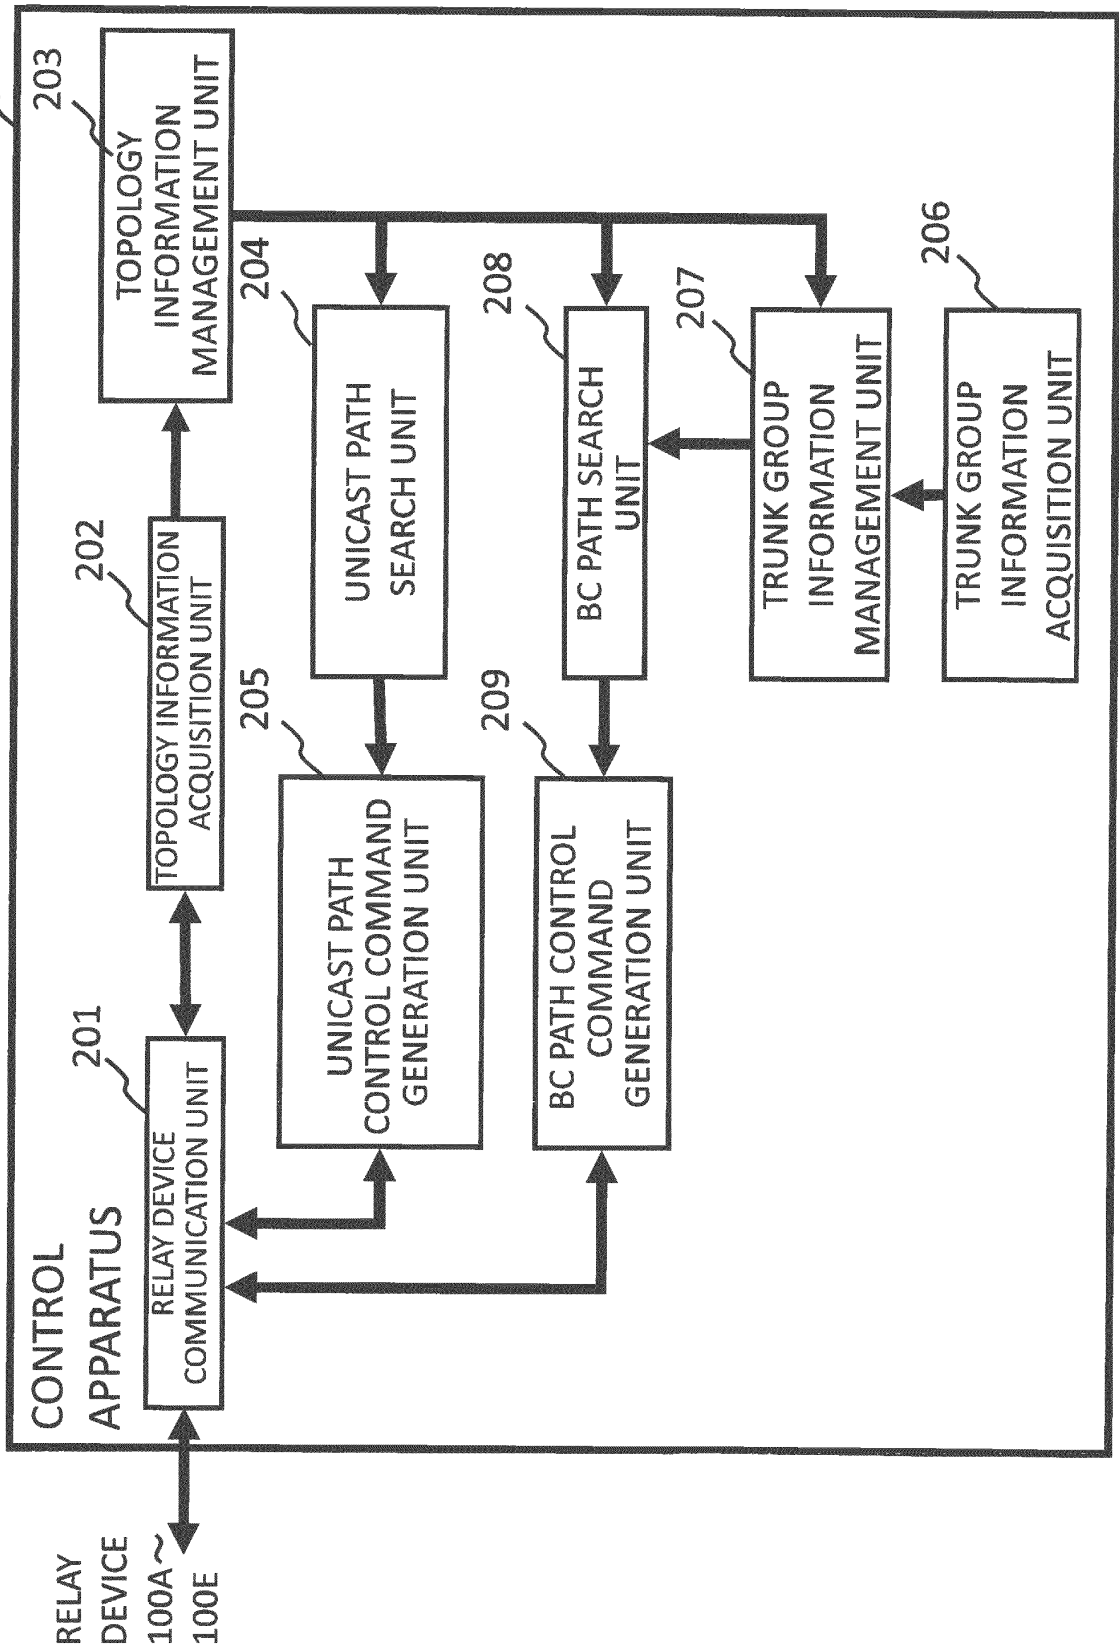 CONTROL
APPARATUS
RELAY
DEVICE
100A~
100E
201
RELAY DEVICE
COMMUNICATION UNIT
202
TOPOLOGY INFORMATION
ACQUISITION UNIT
203
TOPOLOGY
INFORMATION
MANAGEMENT UNIT
205
UNICAST PATH
CONTROL COMMAND
GENERATION UNIT
204
UNICAST PATH
SEARCH UNIT
209
BC PATH CONTROL
COMMAND
GENERATION UNIT
208
BC PATH SEARCH
UNIT
207
TRUNK GROUP
INFORMATION
MANAGEMENT UNIT
206
TRUNK GROUP
INFORMATION
ACQUISITION UNIT